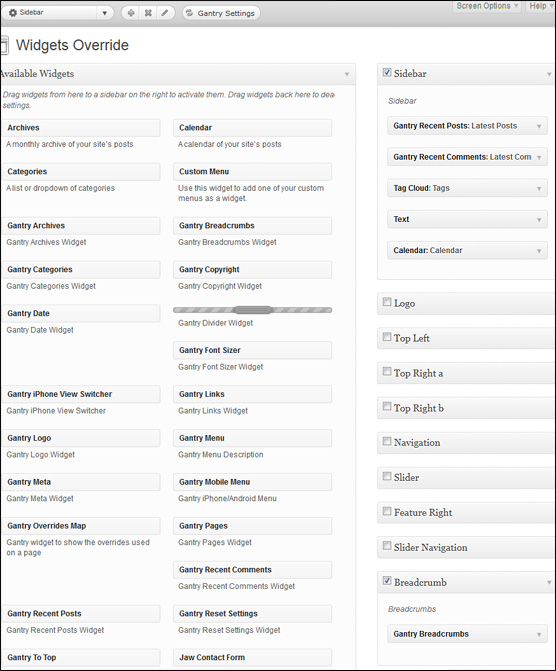 Sidebar
Gantry Settings
Screen Options
Help
Widgets Override
Available Widgets
Drag widgets from here to a sidebar on the right to activate them. Drag widgets back here to dea
settings.
Archives
A monthly archive of your site's posts
Calendar
A calendar of your site's posts
Categories
A list or dropdown of categories
Custom Menu
Use this widget to add one of your custom
menus as a widget.
Gantry Archives
Gantry Archives Widget
Gantry Breadcrumbs
Gantry Breadcrumbs Widget
Gantry Categories
Gantry Categories Widget
Gantry Copyright
Gantry Copyright Widget
Gantry Date
Gantry Date Widget
Gantry Divider Widget
Gantry Font Sizer
Gantry Font Sizer Widget
Gantry iPhone View Switcher
Gantry iPhone View Switcher
Gantry Links
Gantry Links Widget
Gantry Logo
Gantry Logo Widget
Gantry Menu
Gantry Menu Description
Gantry Meta
Gantry Meta Widget
Gantry Mobile Menu
Gantry iPhone/Android Menu
Gantry Overrides Map
Gantry widget to show the overrides used
on a page
Gantry Pages
Gantry Pages Widget
Gantry Recent Comments
Gantry Recent Comments Widget
Gantry Recent Posts
Gantry Recent Posts Widget
Gantry Reset Settings
Gantry Reset Settings Widget
Gantry To Top
Jaw Contact Form
Sidebar
Sidebar
Gantry Recent Posts: Latest Posts
Gantry Recent Comments: Latest Com
Tag Cloud: Tags
Text
Calendar: Calendar
Logo
Top Left
Top Right a
Top Right b
Navigation
Slider
Feature Right
Slider Navigation
Breadcrumb
Breadcrumbs
Gantry Breadcrumbs